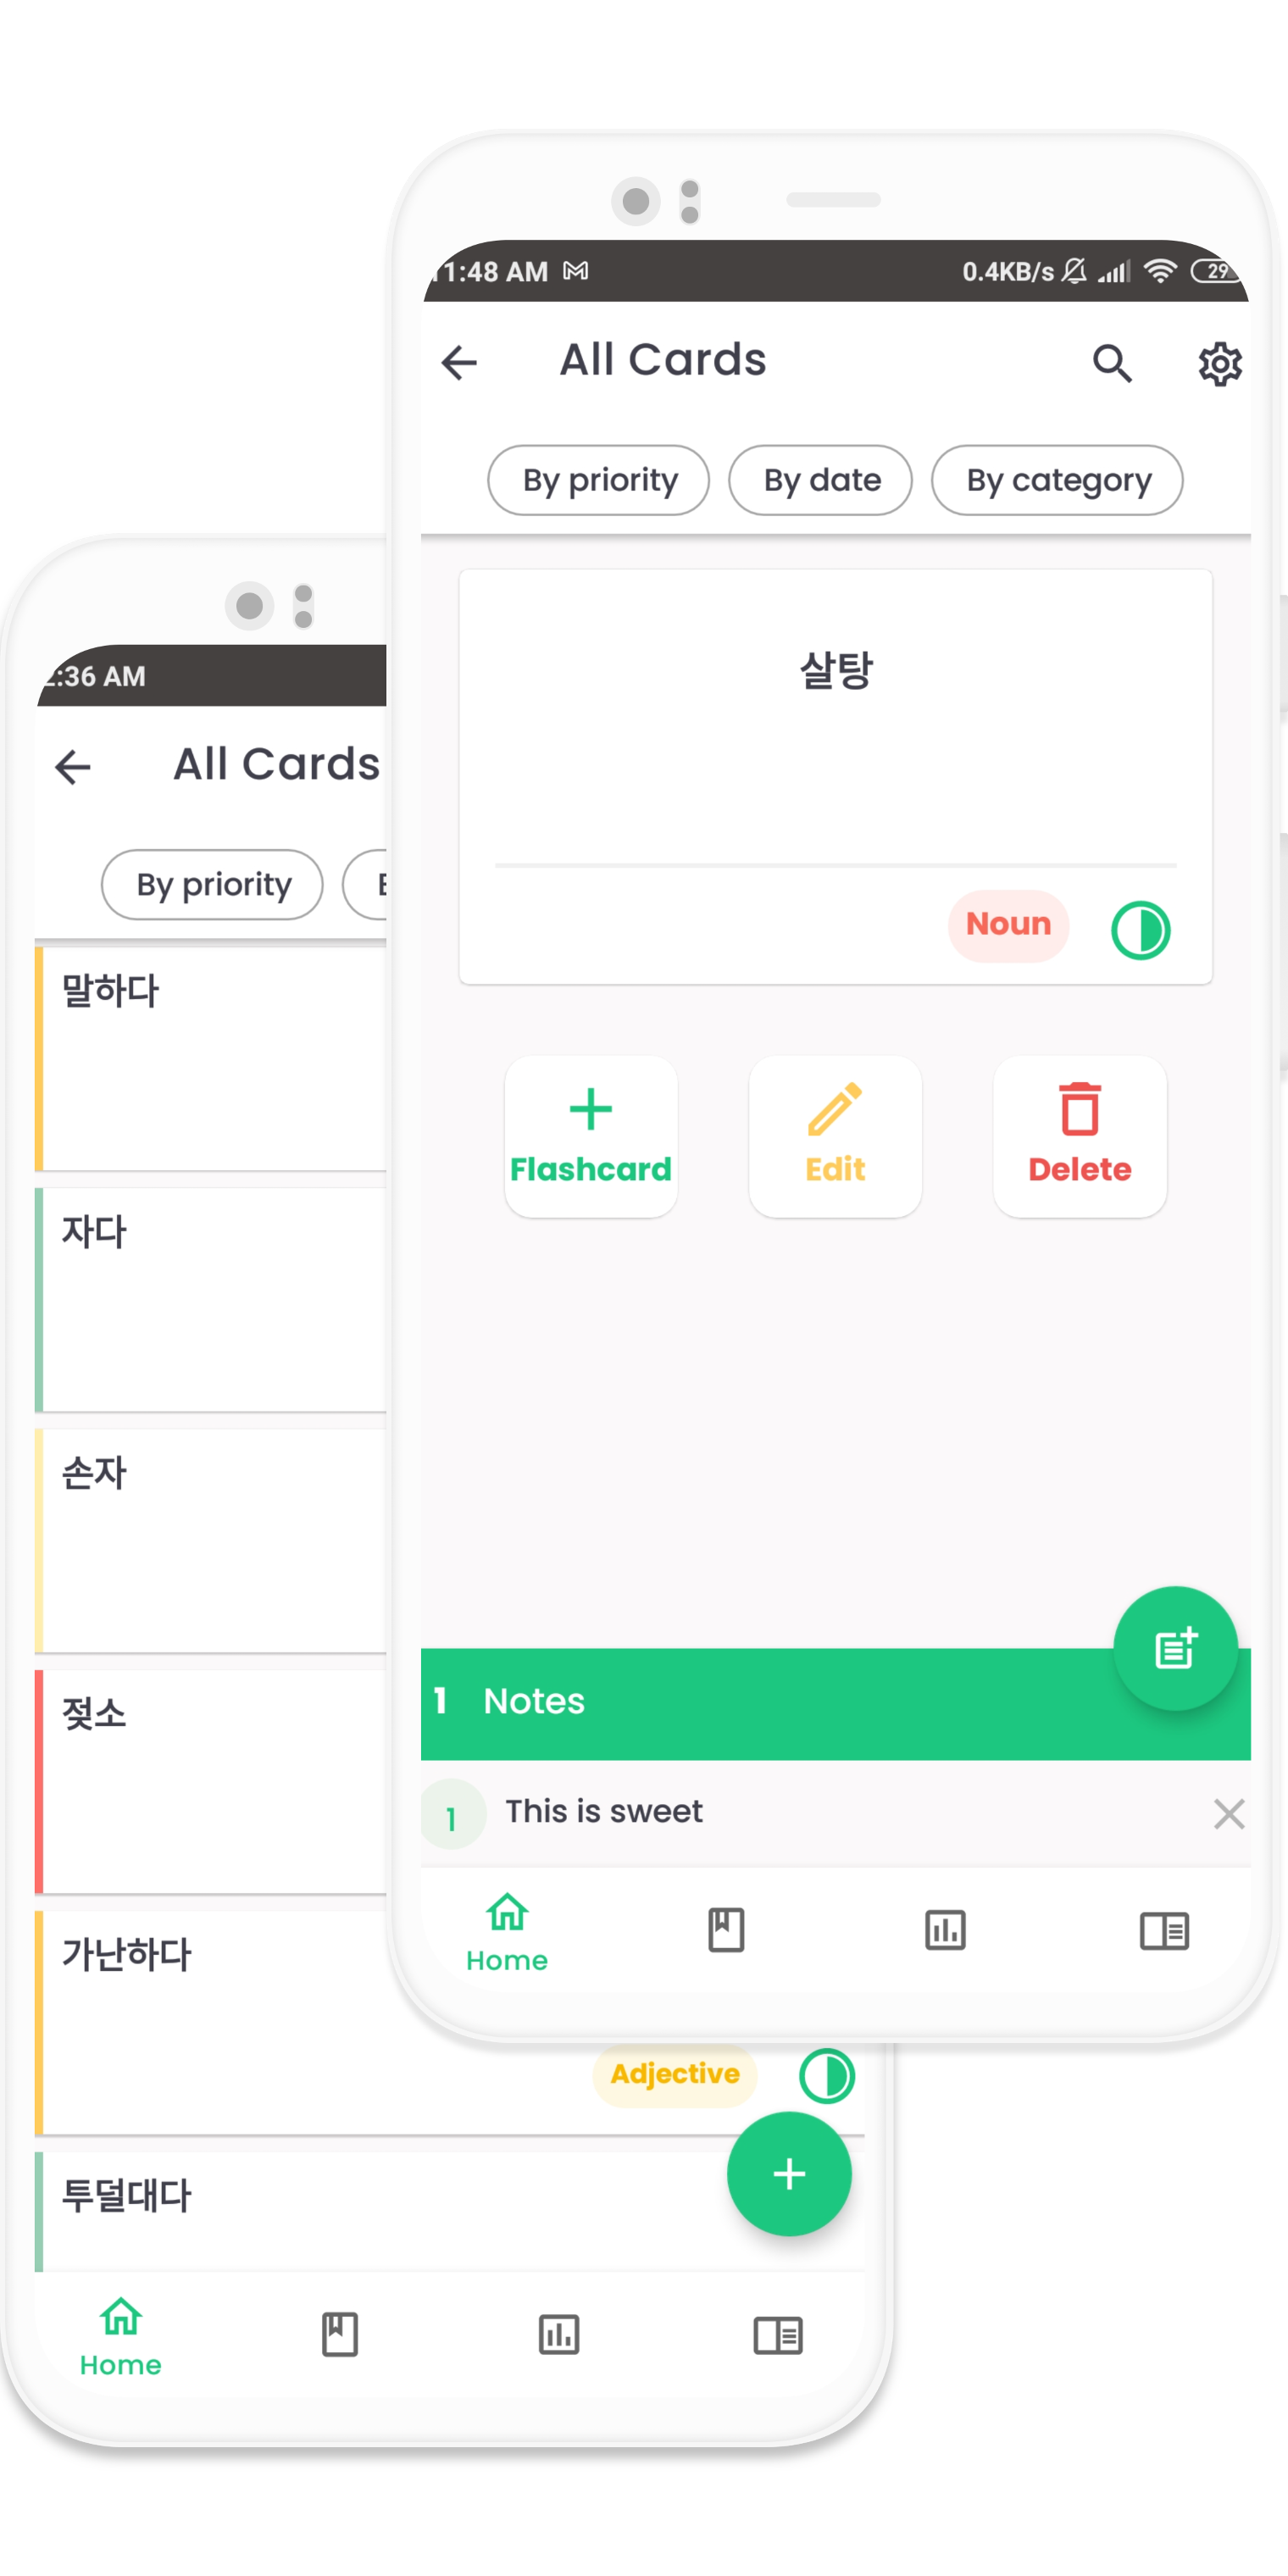 11:48 AM
0.4KB/s
29
All Cards
By priority
By date
By category
살탕
Noun
Flashcard
Edit
Delete
1 Notes
1 This is sweet
Home
2:36 AM
All Cards
By priority
말하다
자다
손자
젖소
가난하다
Adjective
투덜대다
Home